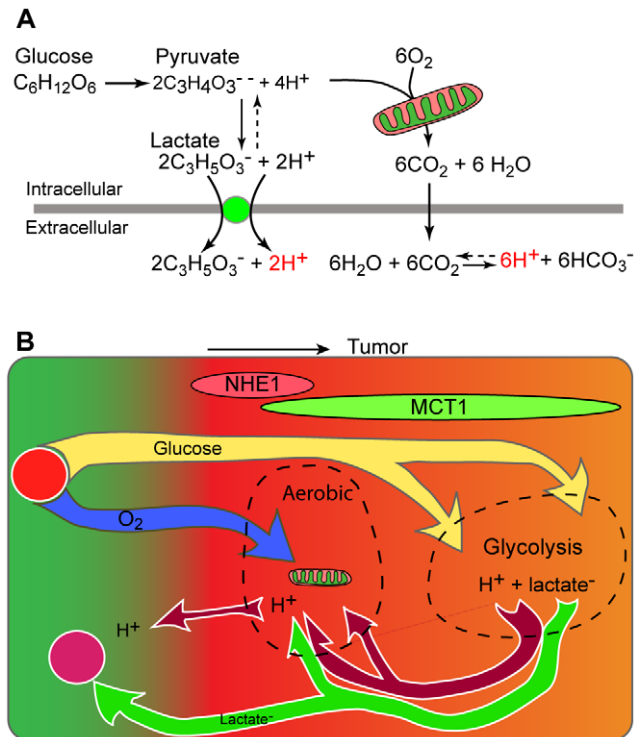 A
Glucose
Pyruvate
6O₂
C₆H₁₂O₆
2C₃H₄O₃⁻⁻ + 4H⁺
Lactate
2C₃H₅O₃⁻ + 2H⁺
6CO₂ + 6 H₂O
Intracellular
Extracellular
2C₃H₅O₃⁻ + 2H⁺
6H₂O + 6CO₂
6H⁺ + 6HCO₃⁻
B
Tumor
NHE1
MCT1
Glucose
Aerobic
O₂
Glycolysis
H⁺ + lactate⁻
H⁺
H⁺
Lactate⁻